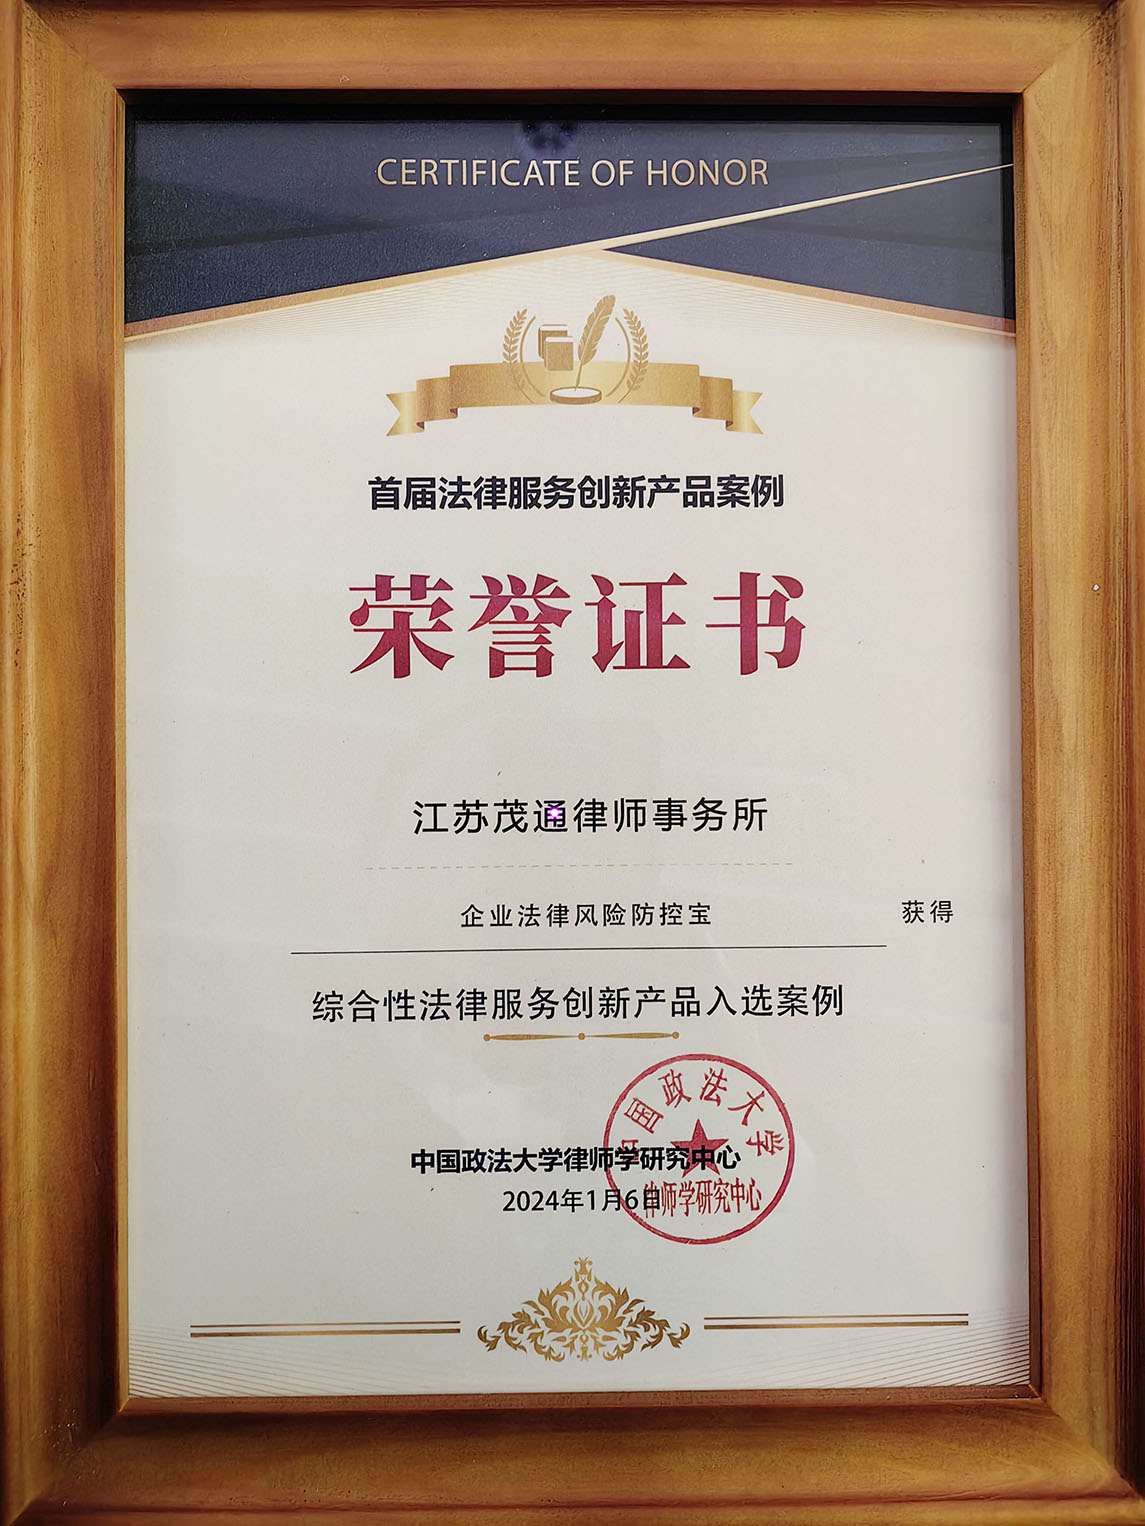 CERTIFICATE OF HONOR
首届法律服务创新产品案例
荣誉证书
江苏茂通律师事务所
企业法律风险防控宝 获得
综合性法律服务创新产品入选案例
中国政法大学律师学研究中心
2024年1月6日
中国政法大学
律师学研究中心